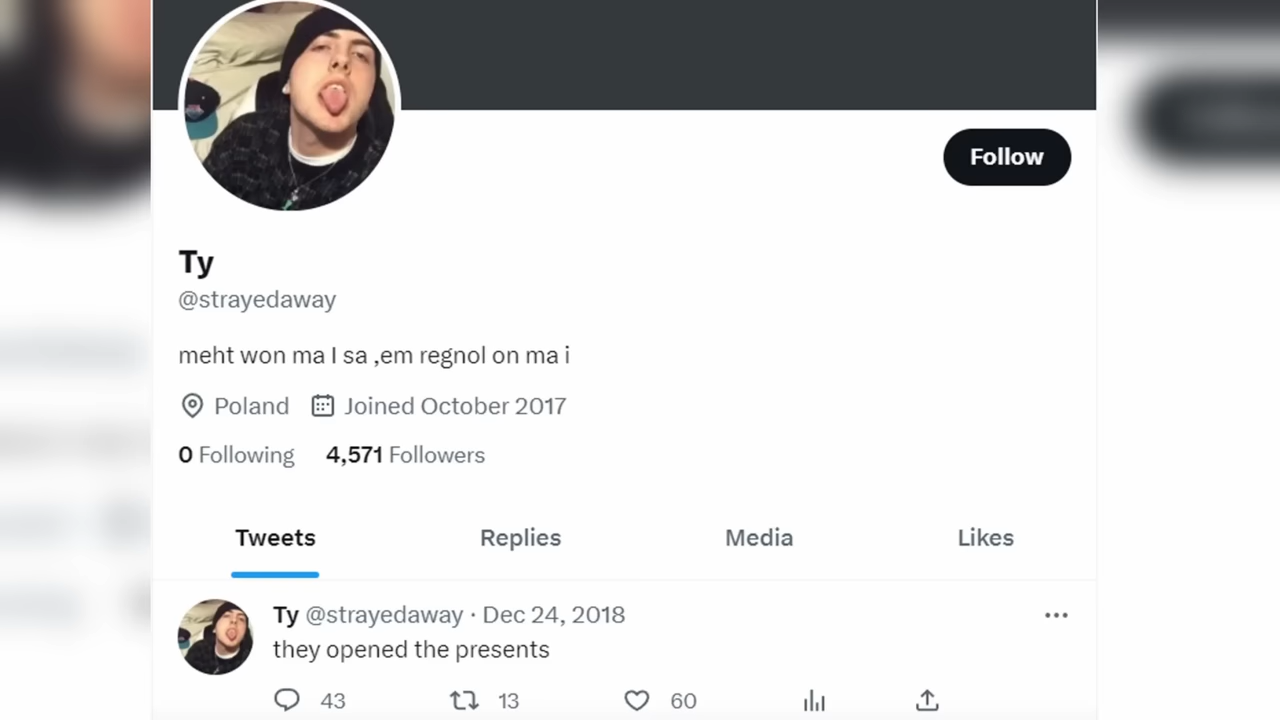 Follow
Ty
@strayedaway
meht won ma I sa ,em regnol on ma i
Poland Joined October 2017
0 Following 4,571 Followers
Tweets Replies Media Likes
Ty @strayedaway · Dec 24, 2018
they opened the presents
43 13 60